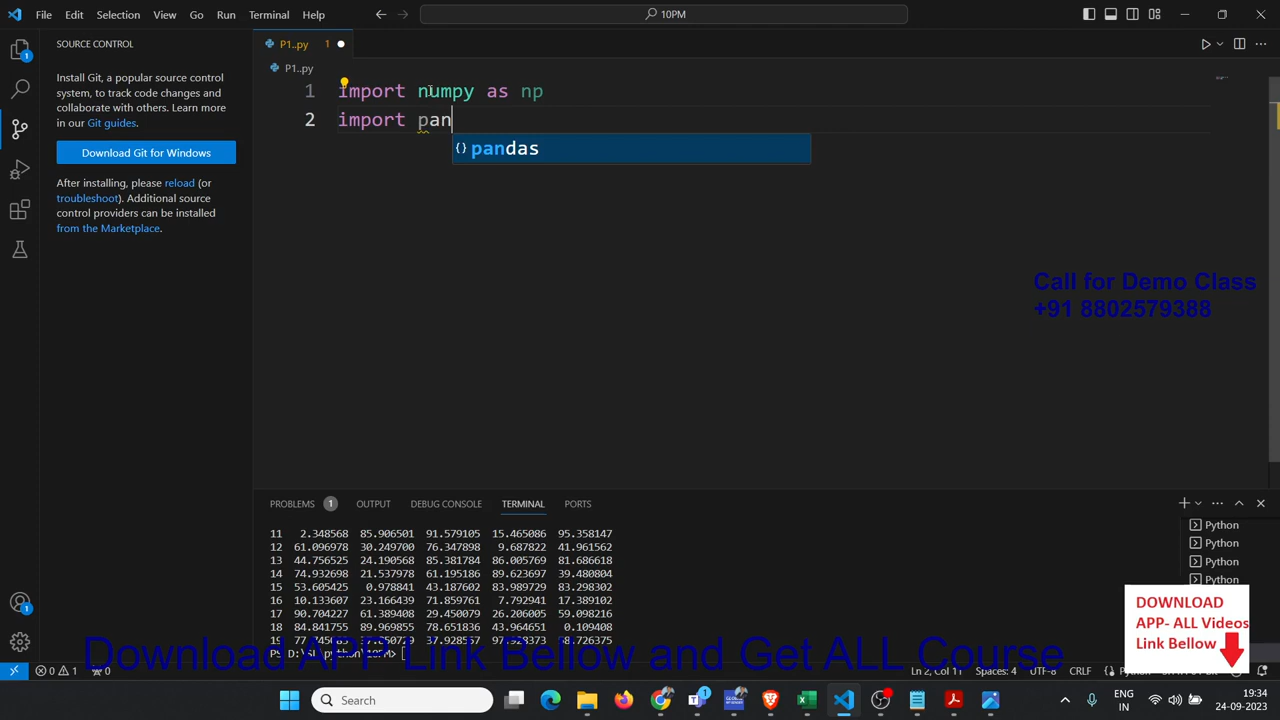 File Edit Selection View Go Run Terminal Help
10PM
SOURCE CONTROL
Install Git, a popular source control
system, to track code changes and
collaborate with others. Learn more
in our Git guides.
Download Git for Windows
After installing, please reload (or
troubleshoot). Additional source
control providers can be installed
from the Marketplace.
1
1
P1..py 1
P1..py
1 import numpy as np
2 import pan
pandas
Call for Demo Class
+91 8802579388
PROBLEMS 1 OUTPUT DEBUG CONSOLE TERMINAL PORTS
11 2.348568 85.906501 91.579105 15.465086 95.358147
12 61.096978 30.249700 76.347898 9.687822 41.961562
13 44.756525 24.190568 85.381784 86.005769 81.686618
14 74.932698 21.537978 61.195186 89.623697 39.480804
15 53.605425 0.978841 43.187602 83.989729 83.298302
16 10.133607 23.166439 71.859761 7.792941 17.389102
17 90.704227 61.389408 29.450079 26.206005 59.098216
18 84.841755 89.969855 78.651836 43.964651 0.109408
19
Python
Python
Python
Python
DOWNLOAD
APP- ALL Videos
Link Bellow
Download APP Link Bellow and Get ALL Course
0 1 0
Ln 2, Col 11 Spaces: 4 UTF-8 CRLF
Search
1
ENG
IN
19:34
24-09-2023